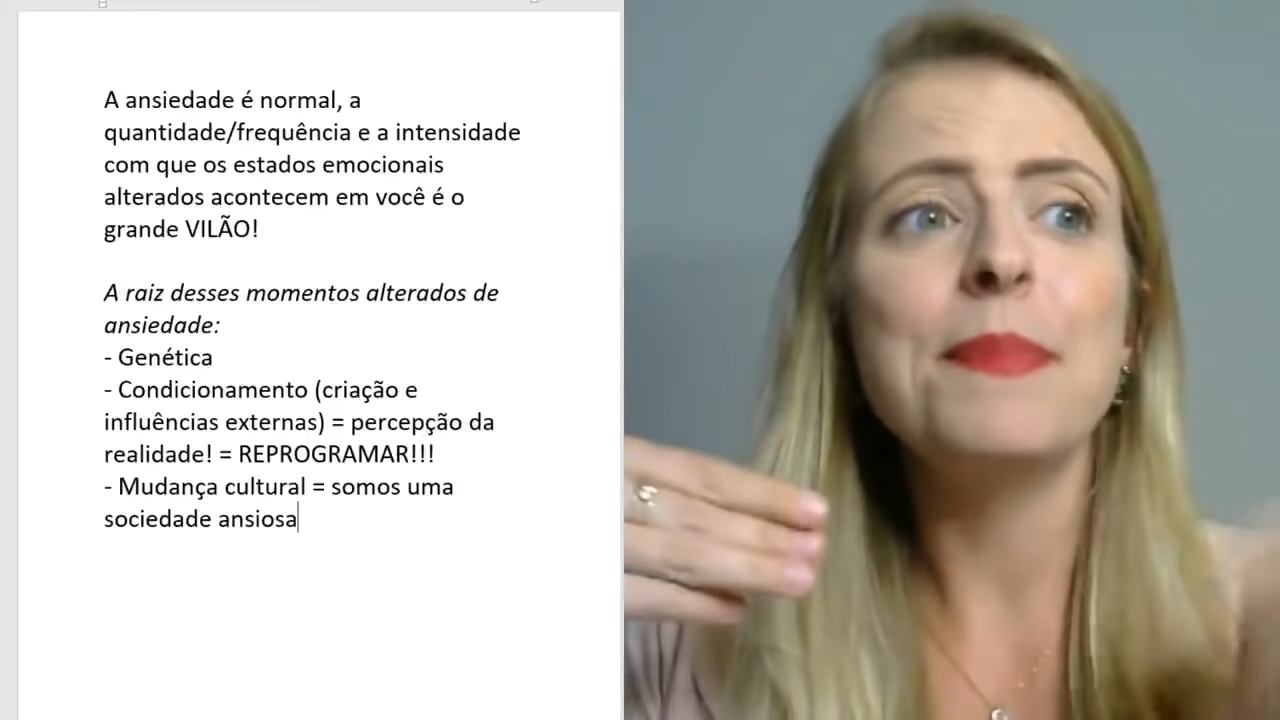 A ansiedade é normal, a
quantidade/frequência e a intensidade
com que os estados emocionais
alterados acontecem em você é o
grande VILÃO!
A raiz desses momentos alterados de
ansiedade:
- Genética
- Condicionamento (criação e
influências externas) = percepção da
realidade! = REPROGRAMAR!!!
- Mudança cultural = somos uma
sociedade ansiosa